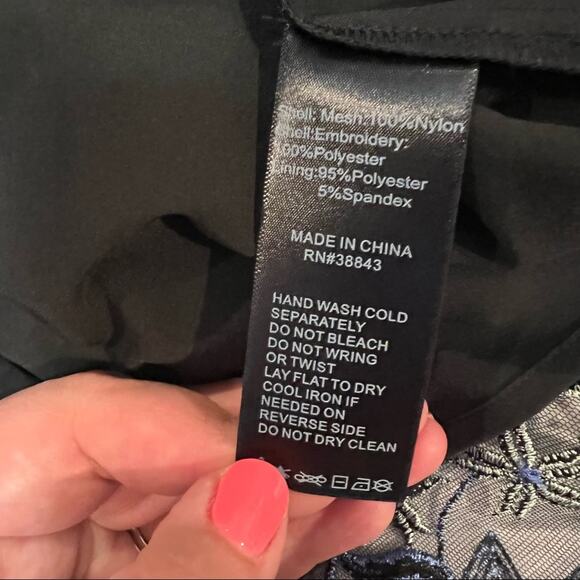 Shell: Mesh:100%Nylon
Shell:Embroidery:
100%Polyester
Lining:95%Polyester
5%Spandex
MADE IN CHINA
RN#38843
HAND WASH COLD
SEPARATELY
DO NOT BLEACH
DO NOT WRING
OR TWIST
LAY FLAT TO DRY
COOL IRON IF
NEEDED ON
REVERSE SIDE
DO NOT DRY CLEAN